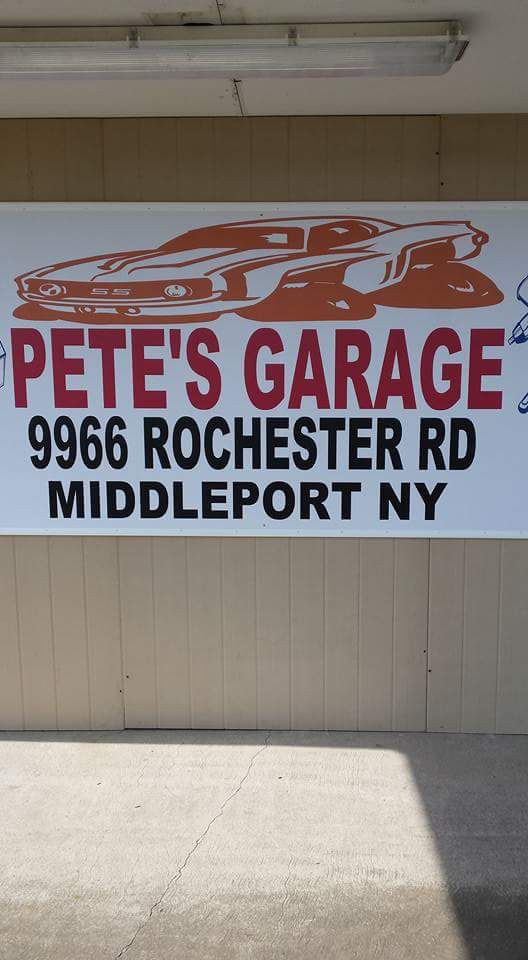 SS
PETE'S GARAGE
9966 ROCHESTER RD
MIDDLEPORT NY